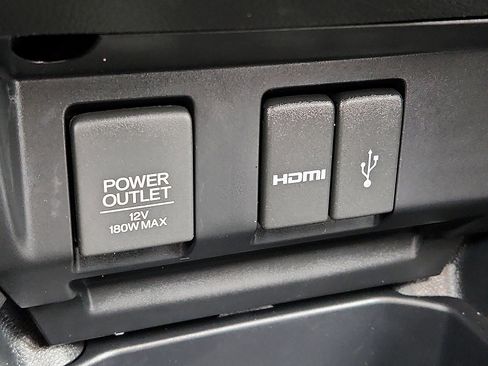 POWER
OUTLET
12V
180W MAX
HDMI